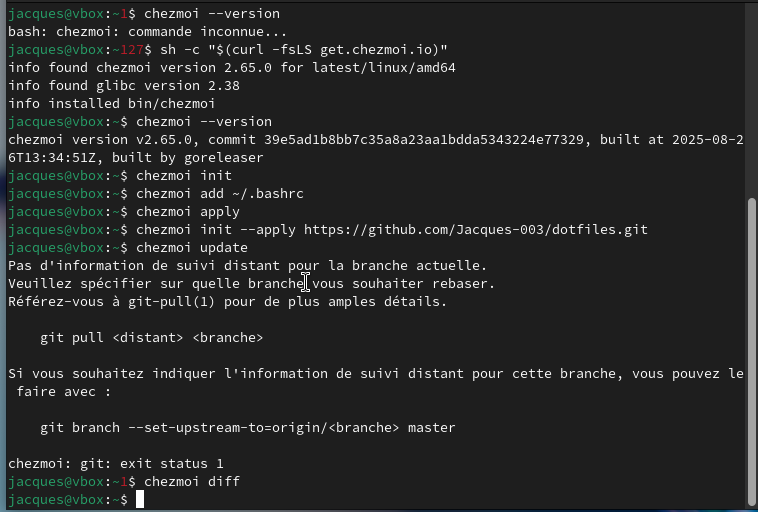 jacques@vbox:~1$ chezmoi --version
bash: chezmoi: commande inconnue...
jacques@vbox:~127$ sh -c "$(curl -fsLS get.chezmoi.io)"
info found chezmoi version 2.65.0 for latest/linux/amd64
info found glibc version 2.38
info installed bin/chezmoi
jacques@vbox:~$ chezmoi --version
chezmoi version v2.65.0, commit 39e5ad1b8bb7c35a8a23aa1bdda5343224e77329, built at 2025-08-2
6T13:34:51Z, built by goreleaser
jacques@vbox:~$ chezmoi init
jacques@vbox:~$ chezmoi add ~/.bashrc
jacques@vbox:~$ chezmoi apply
jacques@vbox:~$ chezmoi init --apply https://github.com/Jacques-003/dotfiles.git
jacques@vbox:~$ chezmoi update
Pas d'information de suivi distant pour la branche actuelle.
Veuillez spécifier sur quelle branche vous souhaiter rebaser.
Référez-vous à git-pull(1) pour de plus amples détails.
git pull <distant> <branche>
Si vous souhaitez indiquer l'information de suivi distant pour cette branche, vous pouvez le
faire avec :
git branch --set-upstream-to=origin/<branche> master
chezmoi: git: exit status 1
jacques@vbox:~1$ chezmoi diff
jacques@vbox:~$